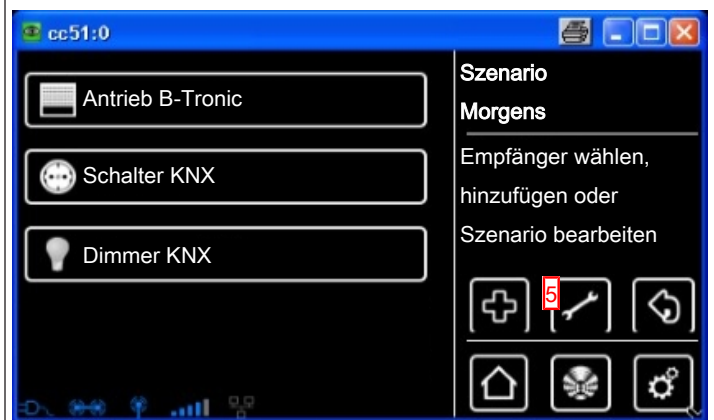 cc51:0
Antrieb B-Tronic
Schalter KNX
Dimmer KNX
Szenario
Morgens
Empfänger wählen,
hinzufügen oder
Szenario bearbeiten
5